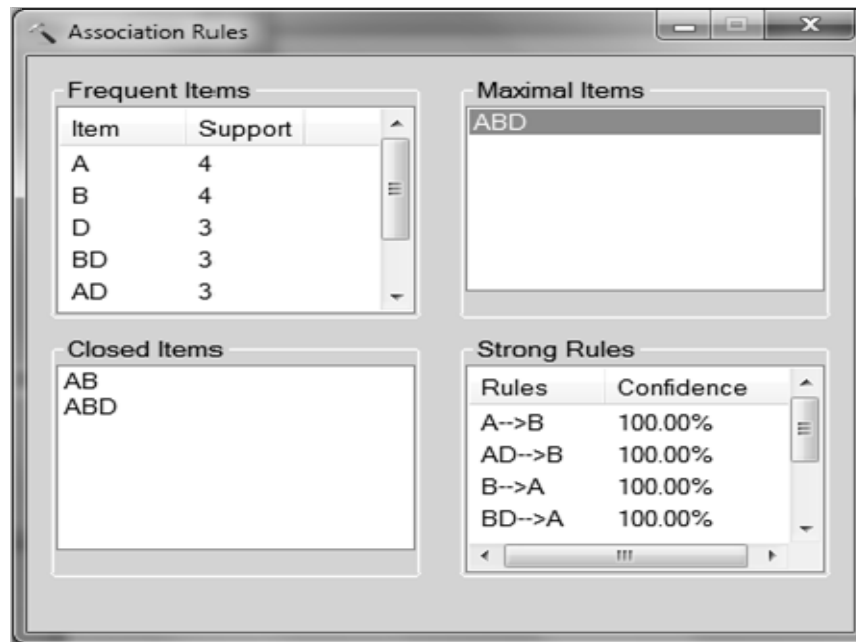 Association Rules
Frequent Items
Item Support
A 4
B 4
D 3
BD 3
AD 3
Maximal Items
ABD
Closed Items
AB
ABD
Strong Rules
Rules Confidence
A-->B 100.00%
AD-->B 100.00%
B-->A 100.00%
BD-->A 100.00%